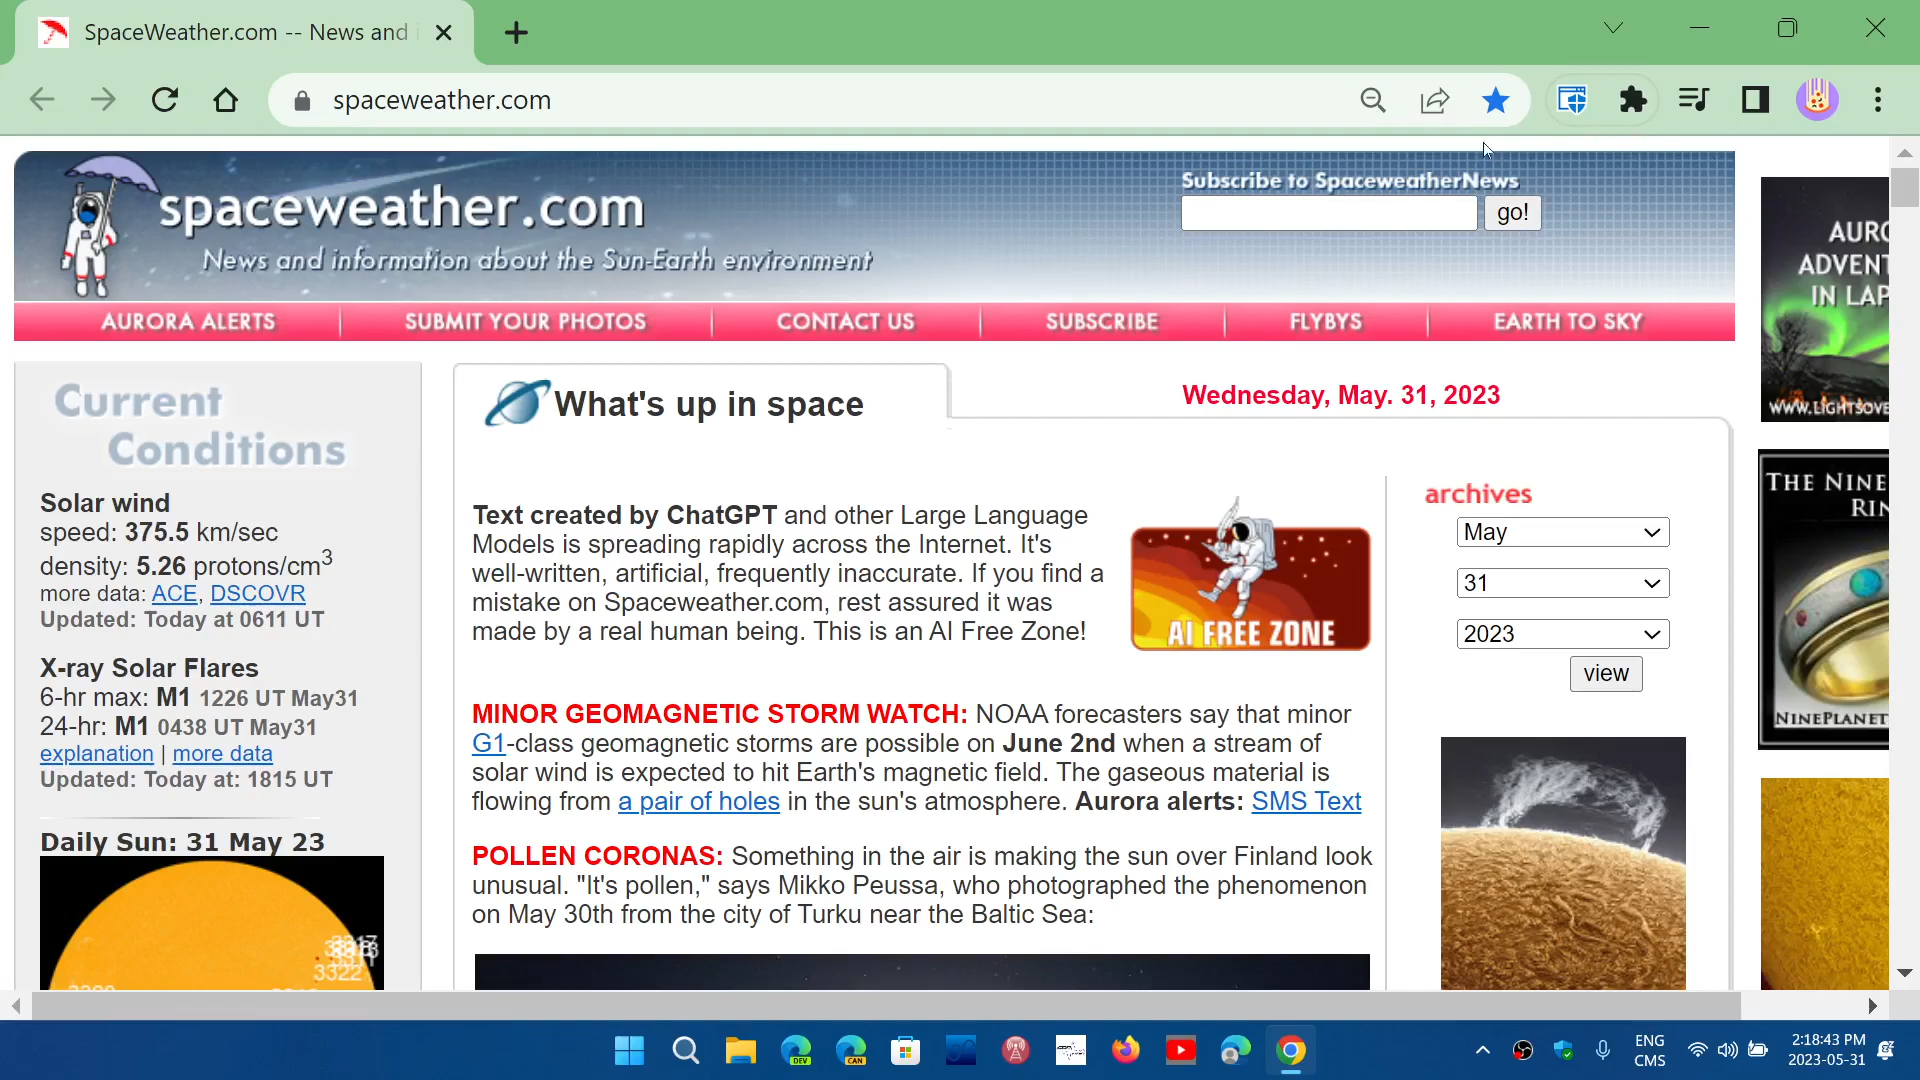 SpaceWeather.com -- News and
spaceweather.com
spaceweather.com
News and information about the Sun-Earth environment
Subscribe to SpaceweatherNews
go!
AURORA ALERTS
SUBMIT YOUR PHOTOS
CONTACT US
SUBSCRIBE
FLYBYS
EARTH TO SKY
Current
Conditions
Solar wind
speed: 375.5 km/sec
density: 5.26 protons/cm3
more data: ACE, DSCOVR
Updated: Today at 0611 UT
X-ray Solar Flares
6-hr max: M1 1226 UT May31
24-hr: M1 0438 UT May31
explanation | more data
Updated: Today at: 1815 UT
Daily Sun: 31 May 23
3322
What's up in space
Wednesday, May. 31, 2023
Text created by ChatGPT and other Large Language
Models is spreading rapidly across the Internet. It's
well-written, artificial, frequently inaccurate. If you find a
mistake on Spaceweather.com, rest assured it was
made by a real human being. This is an AI Free Zone!
AI FREE ZONE
MINOR GEOMAGNETIC STORM WATCH: NOAA forecasters say that minor
G1-class geomagnetic storms are possible on June 2nd when a stream of
solar wind is expected to hit Earth's magnetic field. The gaseous material is
flowing from a pair of holes in the sun's atmosphere. Aurora alerts: SMS Text
POLLEN CORONAS: Something in the air is making the sun over Finland look
unusual. "It's pollen," says Mikko Peussa, who photographed the phenomenon
on May 30th from the city of Turku near the Baltic Sea:
archives
May
31
2023
view
AURO
ADVENT
IN LAP
WWW.LIGHTSOVE
THE NINE
RIN
NINEPLANET
DEV
CAN
ENG
CMS
2:18:43 PM
2023-05-31